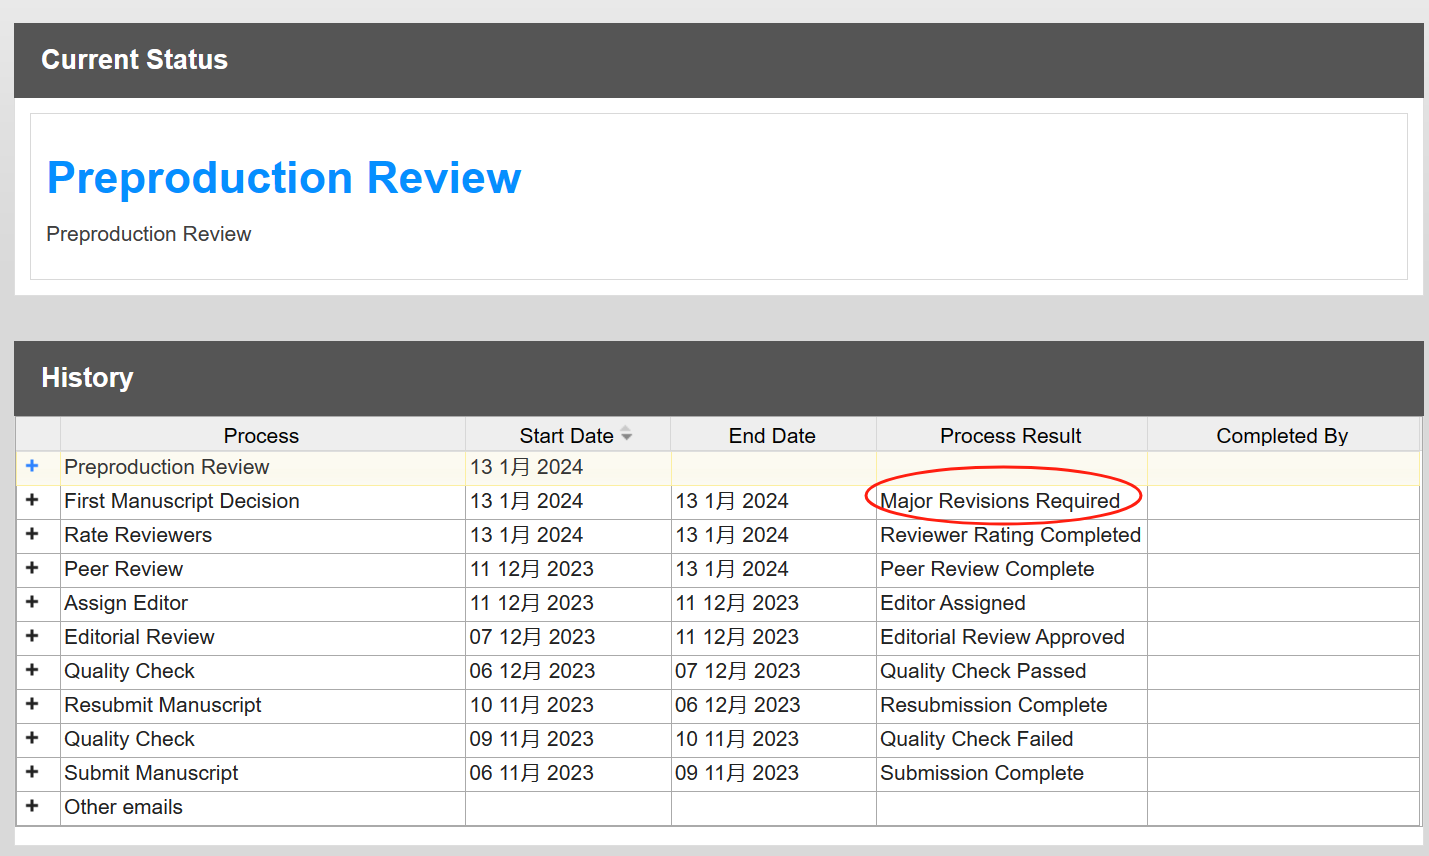 Current Status
Preproduction Review
Preproduction Review
History
Process Start Date End Date Process Result Completed By
Preproduction Review 13 1月 2024
First Manuscript Decision 13 1月 2024 13 1月 2024 Major Revisions Required
Rate Reviewers 13 1月 2024 13 1月 2024 Reviewer Rating Completed
Peer Review 11 12月 2023 13 1月 2024 Peer Review Complete
Assign Editor 11 12月 2023 11 12月 2023 Editor Assigned
Editorial Review 07 12月 2023 11 12月 2023 Editorial Review Approved
Quality Check 06 12月 2023 07 12月 2023 Quality Check Passed
Resubmit Manuscript 10 11月 2023 06 12月 2023 Resubmission Complete
Quality Check 09 11月 2023 10 11月 2023 Quality Check Failed
Submit Manuscript 06 11月 2023 09 11月 2023 Submission Complete
Other emails